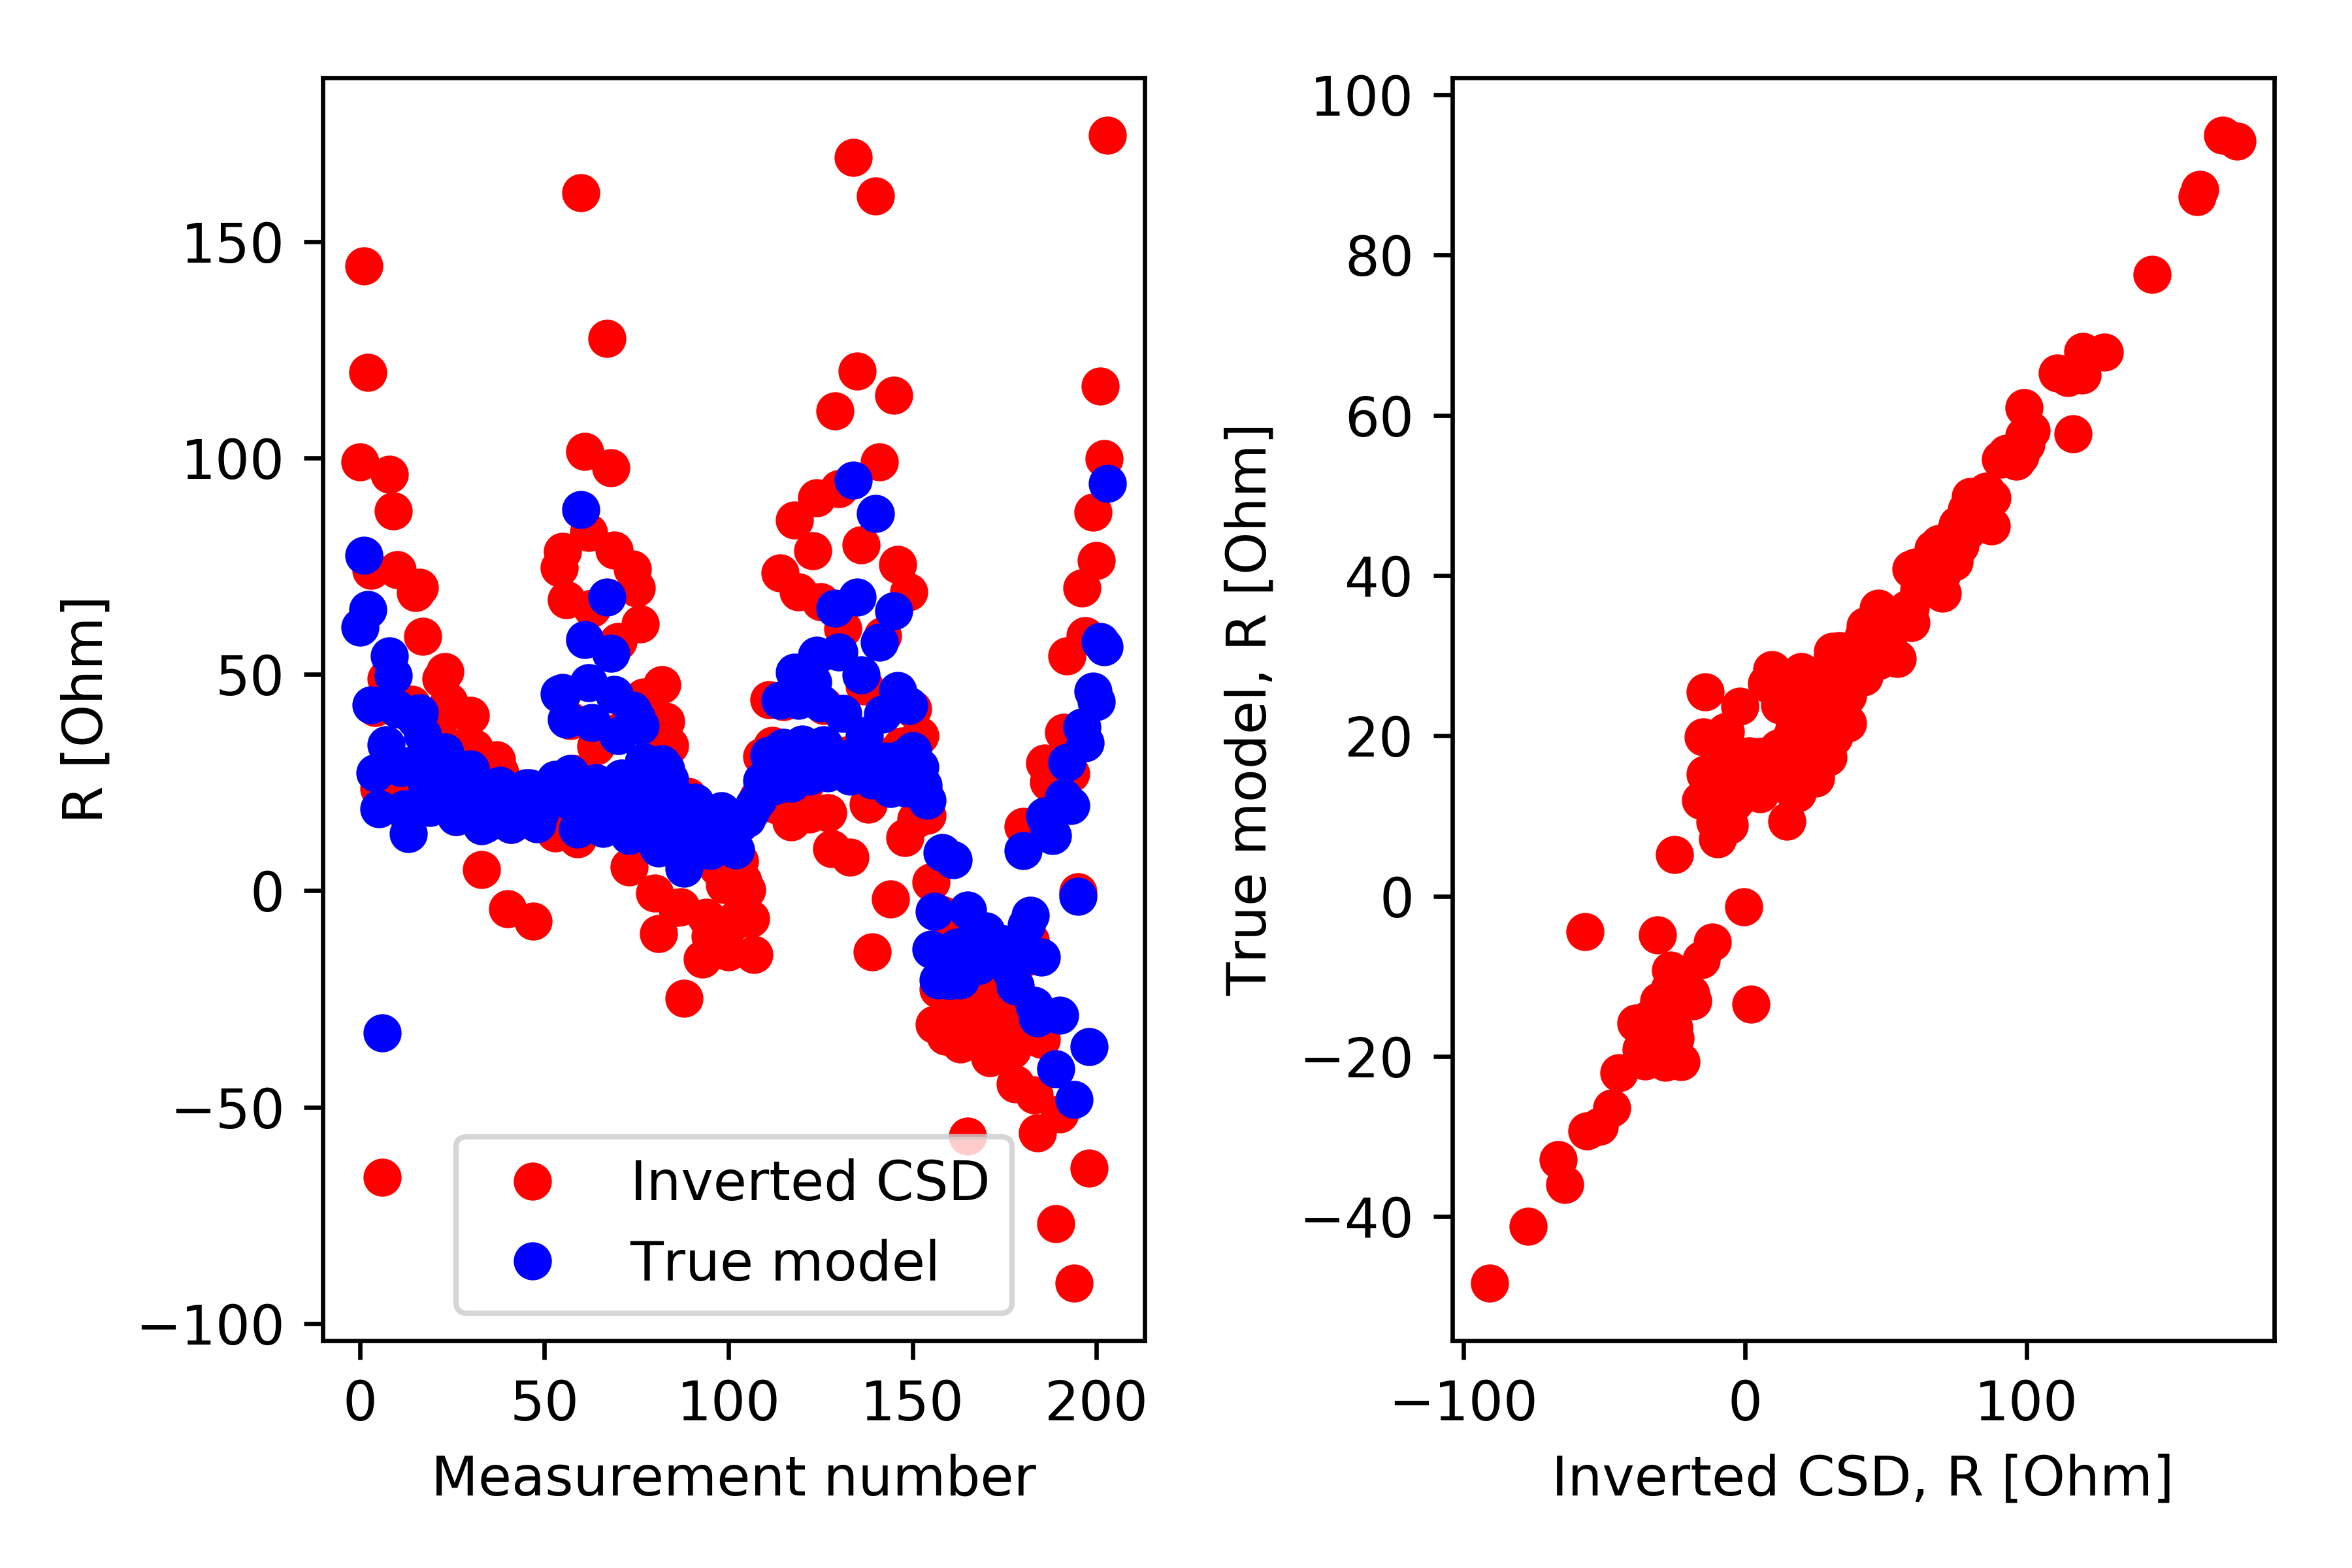 R [Ohm]
150
100
50
0
−50
−100
0 50 100 150 200
Measurement number
Inverted CSD
True model
True model, R [Ohm]
100
80
60
40
20
0
−20
−40
−100 0 100
Inverted CSD, R [Ohm]